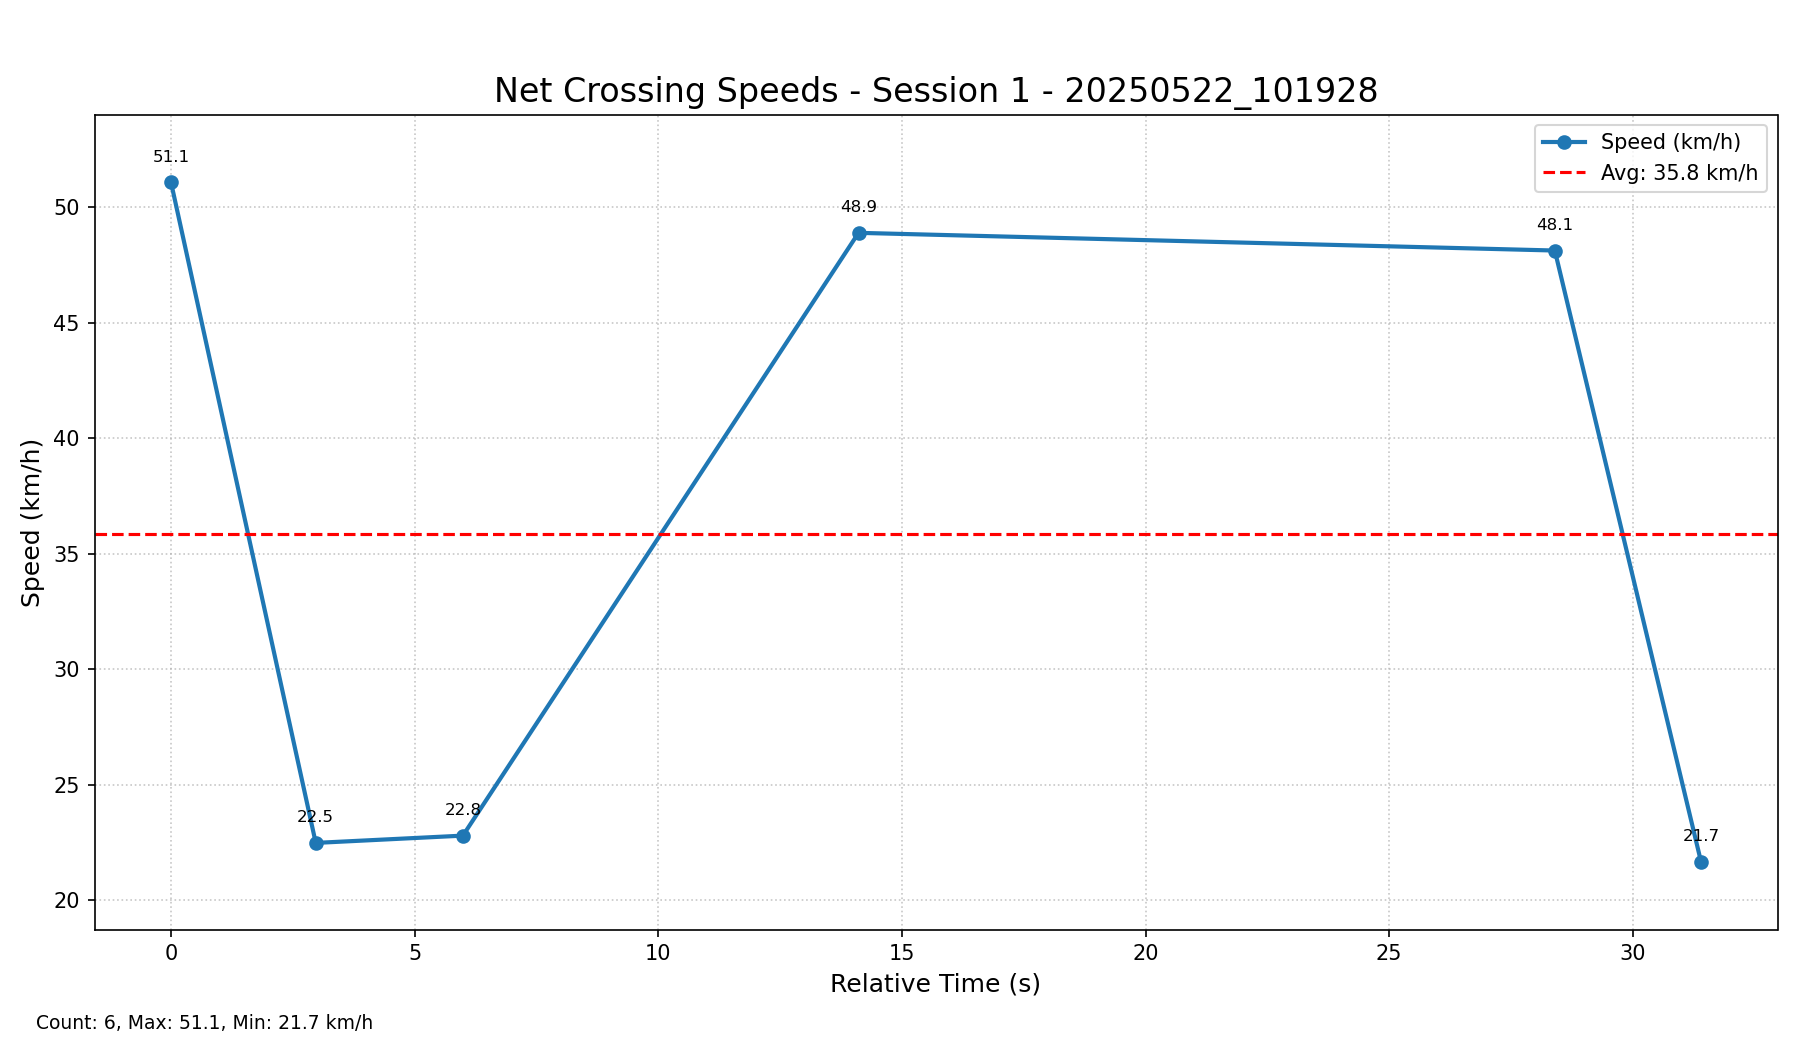 Net Crossing Speeds - Session 1 - 20250522_101928
Speed (km/h)
Avg: 35.8 km/h
51.1
48.9
48.1
22.5
22.8
21.7
50
45
40
35
30
25
20
Speed (km/h)
0 5 10 15 20 25 30
Relative Time (s)
Count: 6, Max: 51.1, Min: 21.7 km/h